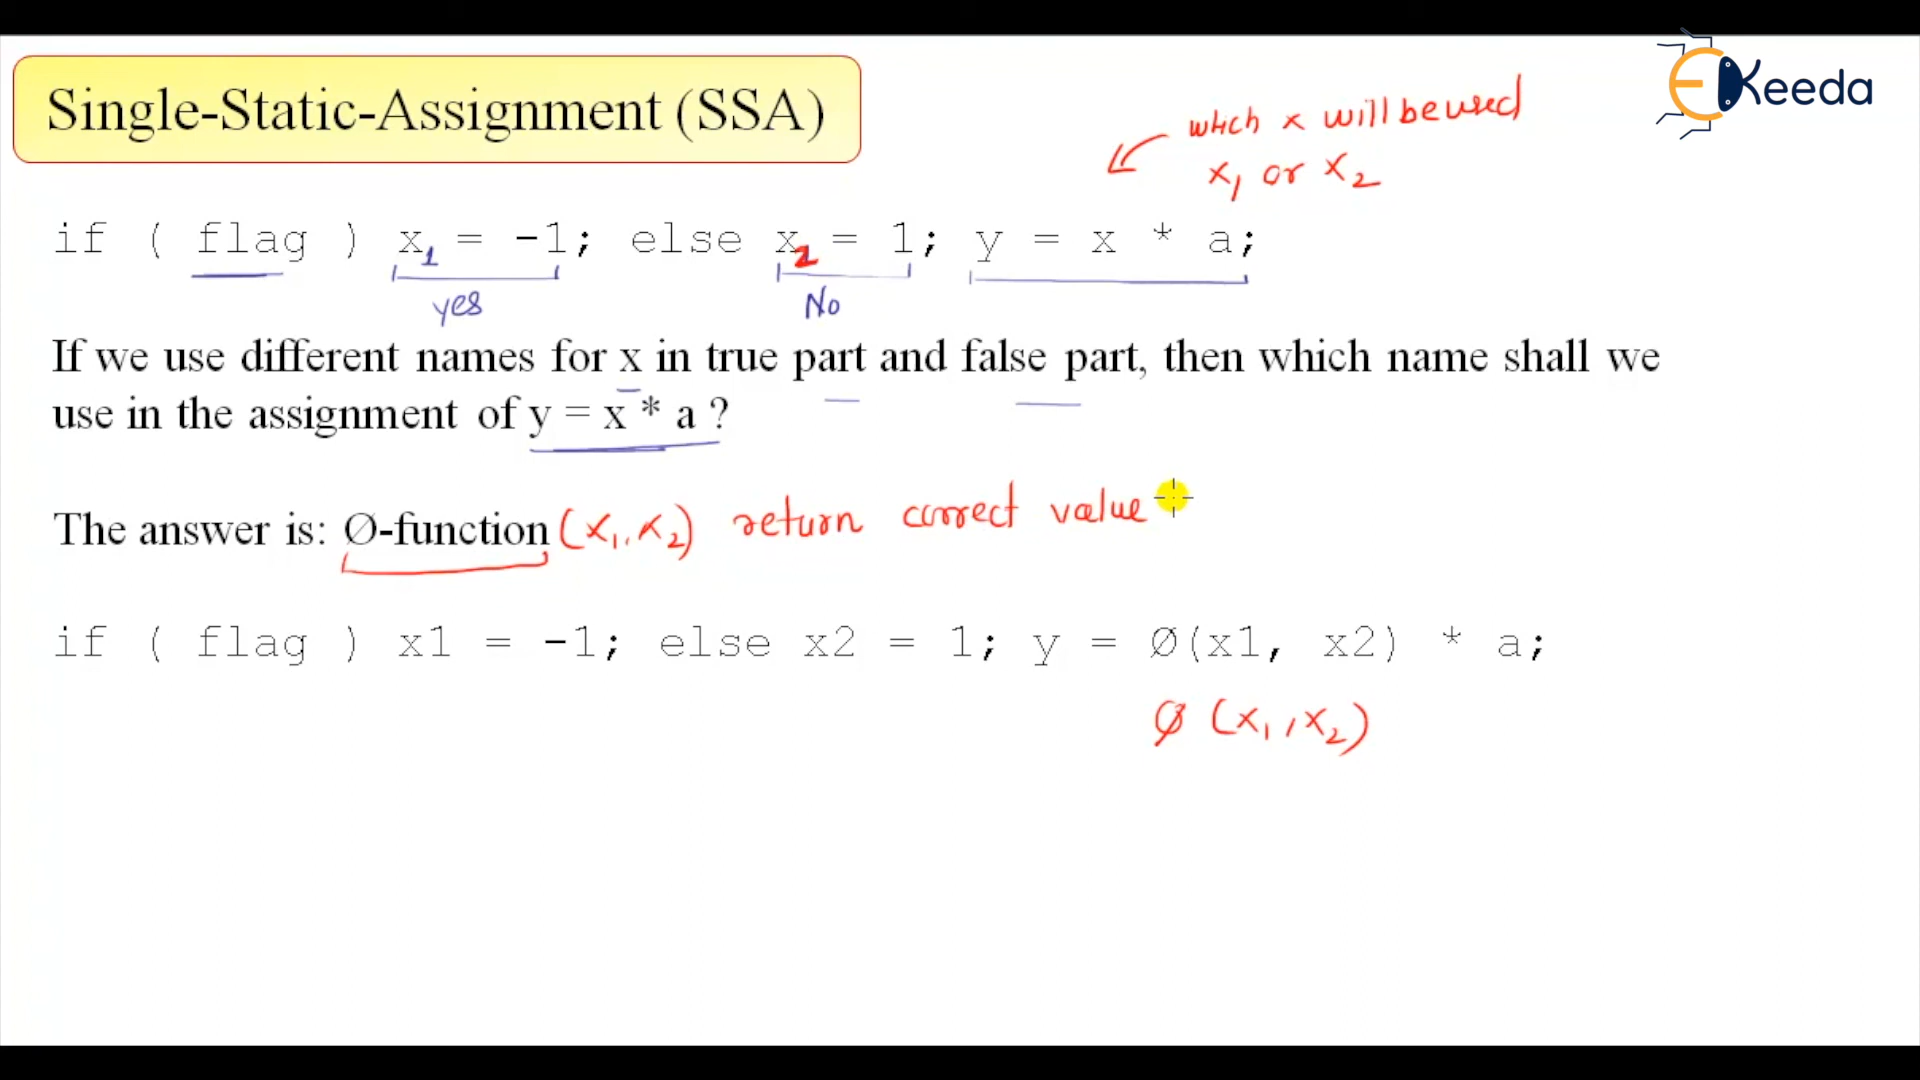 Single-Static-Assignment (SSA)
EKeeda
which x will be used
x1 or x2
if ( flag ) x1 = -1; else x2 = 1; y = x * a;
yes
No
If we use different names for x in true part and false part, then which name shall we
use in the assignment of y = x * a ?
The answer is: Ø-function (x1, x2) return correct value
if ( flag ) x1 = -1; else x2 = 1; y = Ø(x1, x2) * a;
Ø (x1, x2)